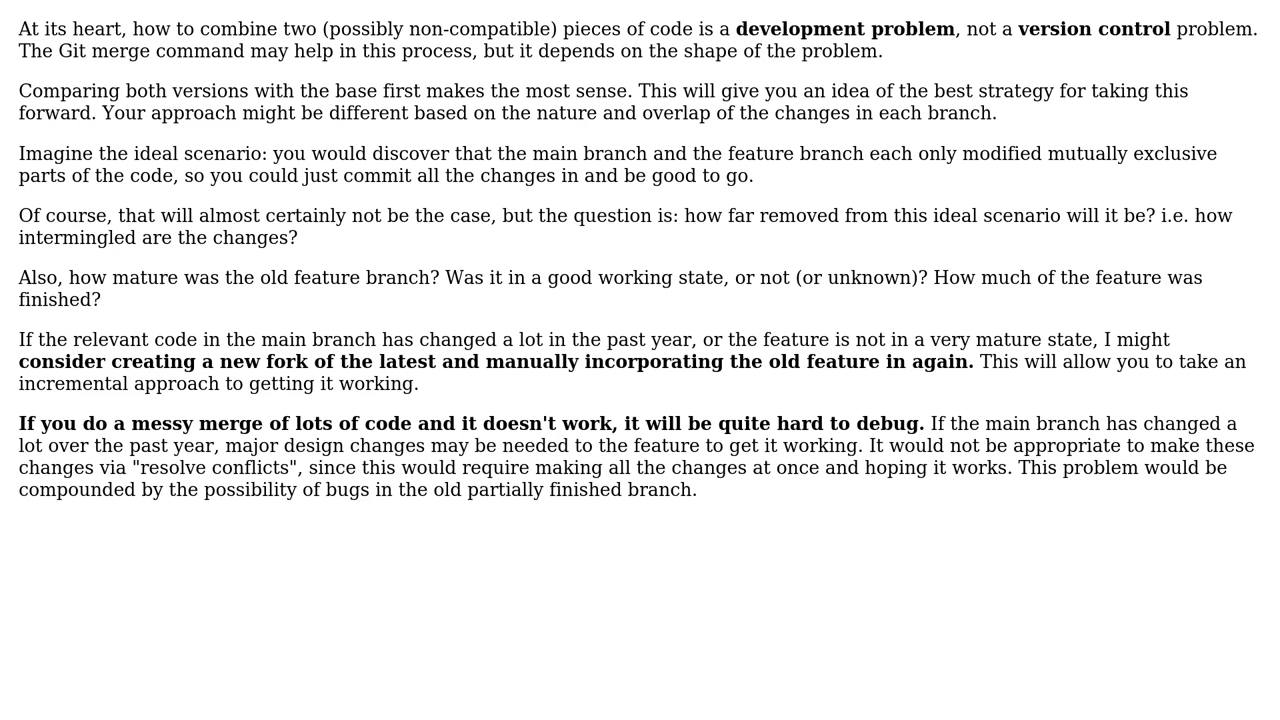 At its heart, how to combine two (possibly non-compatible) pieces of code is a development problem, not a version control problem.
The Git merge command may help in this process, but it depends on the shape of the problem.
Comparing both versions with the base first makes the most sense. This will give you an idea of the best strategy for taking this
forward. Your approach might be different based on the nature and overlap of the changes in each branch.
Imagine the ideal scenario: you would discover that the main branch and the feature branch each only modified mutually exclusive
parts of the code, so you could just commit all the changes in and be good to go.
Of course, that will almost certainly not be the case, but the question is: how far removed from this ideal scenario will it be? i.e. how
intermingled are the changes?
Also, how mature was the old feature branch? Was it in a good working state, or not (or unknown)? How much of the feature was
finished?
If the relevant code in the main branch has changed a lot in the past year, or the feature is not in a very mature state, I might
consider creating a new fork of the latest and manually incorporating the old feature in again. This will allow you to take an
incremental approach to getting it working.
If you do a messy merge of lots of code and it doesn't work, it will be quite hard to debug. If the main branch has changed a
lot over the past year, major design changes may be needed to the feature to get it working. It would not be appropriate to make these
changes via "resolve conflicts", since this would require making all the changes at once and hoping it works. This problem would be
compounded by the possibility of bugs in the old partially finished branch.